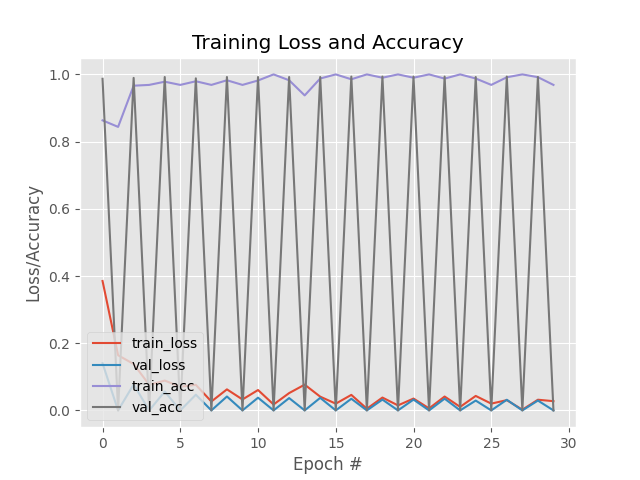 Training Loss and Accuracy
Loss/Accuracy
1.0
0.8
0.6
0.4
0.2
0.0
train_loss
val_loss
train_acc
val_acc
0 5 10 15 20 25 30
Epoch #